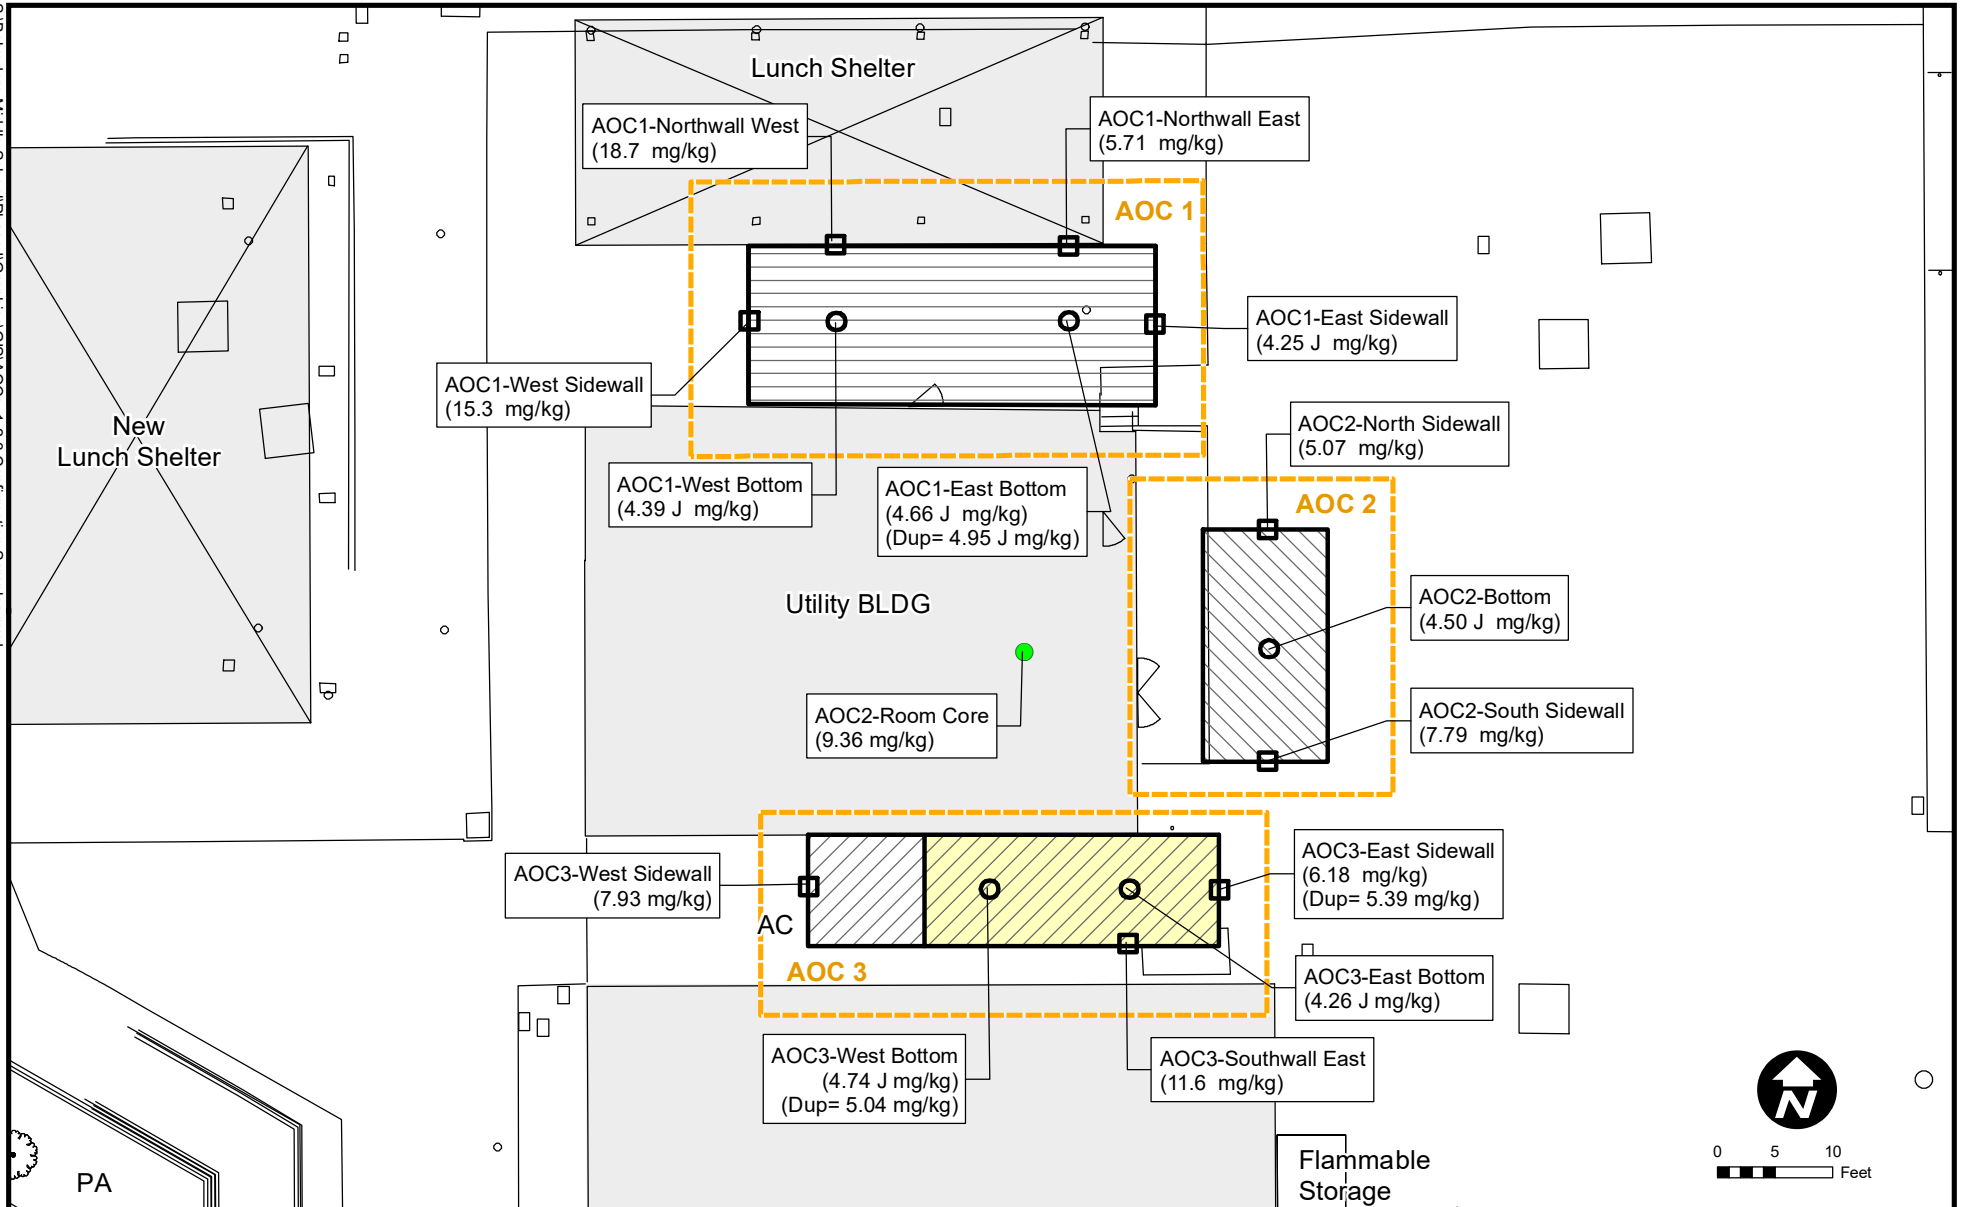 Lunch Shelter
AOC1-Northwall West
(18.7 mg/kg)
AOC1-Northwall East
(5.71 mg/kg)
AOC 1
AOC1-East Sidewall
(4.25 J mg/kg)
AOC1-West Sidewall
(15.3 mg/kg)
New
Lunch Shelter
AOC2-North Sidewall
(5.07 mg/kg)
AOC1-West Bottom
(4.39 J mg/kg)
AOC1-East Bottom
(4.66 J mg/kg)
(Dup= 4.95 J mg/kg)
AOC 2
Utility BLDG
AOC2-Bottom
(4.50 J mg/kg)
AOC2-Room Core
(9.36 mg/kg)
AOC2-South Sidewall
(7.79 mg/kg)
AOC3-West Sidewall
(7.93 mg/kg)
AOC3-East Sidewall
(6.18 mg/kg)
(Dup= 5.39 mg/kg)
AC
AOC 3
AOC3-East Bottom
(4.26 J mg/kg)
AOC3-West Bottom
(4.74 J mg/kg)
(Dup= 5.04 mg/kg)
AOC3-Southwall East
(11.6 mg/kg)
N
0 5 10
Feet
Flammable
Storage
PA